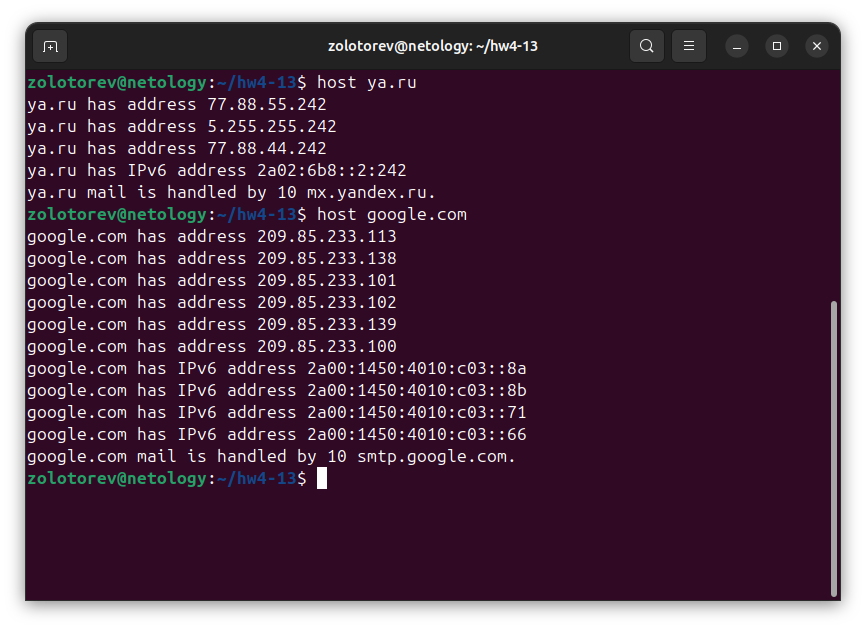 zolotorev@netology: ~/hw4-13
zolotorev@netology:~/hw4-13$ host ya.ru
ya.ru has address 77.88.55.242
ya.ru has address 5.255.255.242
ya.ru has address 77.88.44.242
ya.ru has IPv6 address 2a02:6b8::2:242
ya.ru mail is handled by 10 mx.yandex.ru.
zolotorev@netology:~/hw4-13$ host google.com
google.com has address 209.85.233.113
google.com has address 209.85.233.138
google.com has address 209.85.233.101
google.com has address 209.85.233.102
google.com has address 209.85.233.139
google.com has address 209.85.233.100
google.com has IPv6 address 2a00:1450:4010:c03::8a
google.com has IPv6 address 2a00:1450:4010:c03::8b
google.com has IPv6 address 2a00:1450:4010:c03::71
google.com has IPv6 address 2a00:1450:4010:c03::66
google.com mail is handled by 10 smtp.google.com.
zolotorev@netology:~/hw4-13$